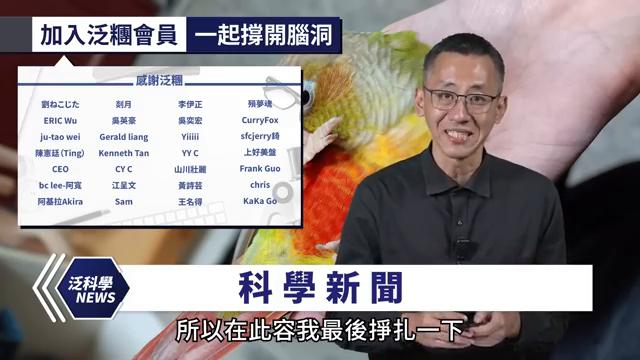 加入泛糰會員 一起撐開腦洞
感謝泛糰
劉ねこじた 刻月 李伊正 殞夢魂
ERIC Wu 吳英豪 吳奕宏 CurryFox
ju-tao wei Gerald liang Yiiiii sfcjerry錡
陳憲廷(Ting) Kenneth Tan YY C 上好美盤
CEO CY C 山川壯麗 Frank Guo
bc lee-阿寬 江呈文 黃詩芸 chris
阿基拉Akira Sam 王名得 KaKa Go
泛科學
NEWS
科學新聞
所以在此容我最後掙扎一下